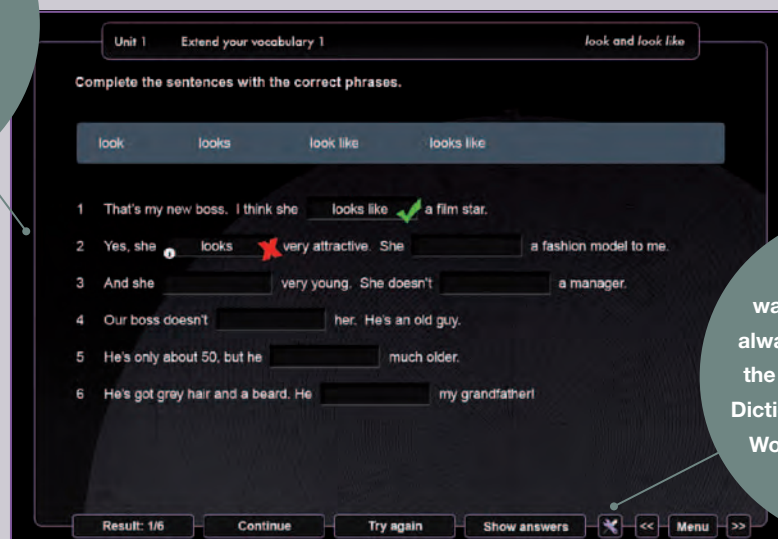 Unit 1 Extend your vocabulary 1 look and look like
Complete the sentences with the correct phrases.
look looks look like looks like
1 That's my new boss. I think she looks like a film star.
2 Yes, she looks very attractive. She a fashion model to me.
3 And she very young. She doesn't a manager.
4 Our boss doesn't her. He's an old guy.
5 He's only about 50, but he much older.
6 He's got grey hair and a beard. He my grandfather!
wa
alwa
the
Dicti
Wo
Result: 1/6 Continue Try again Show answers << Menu >>